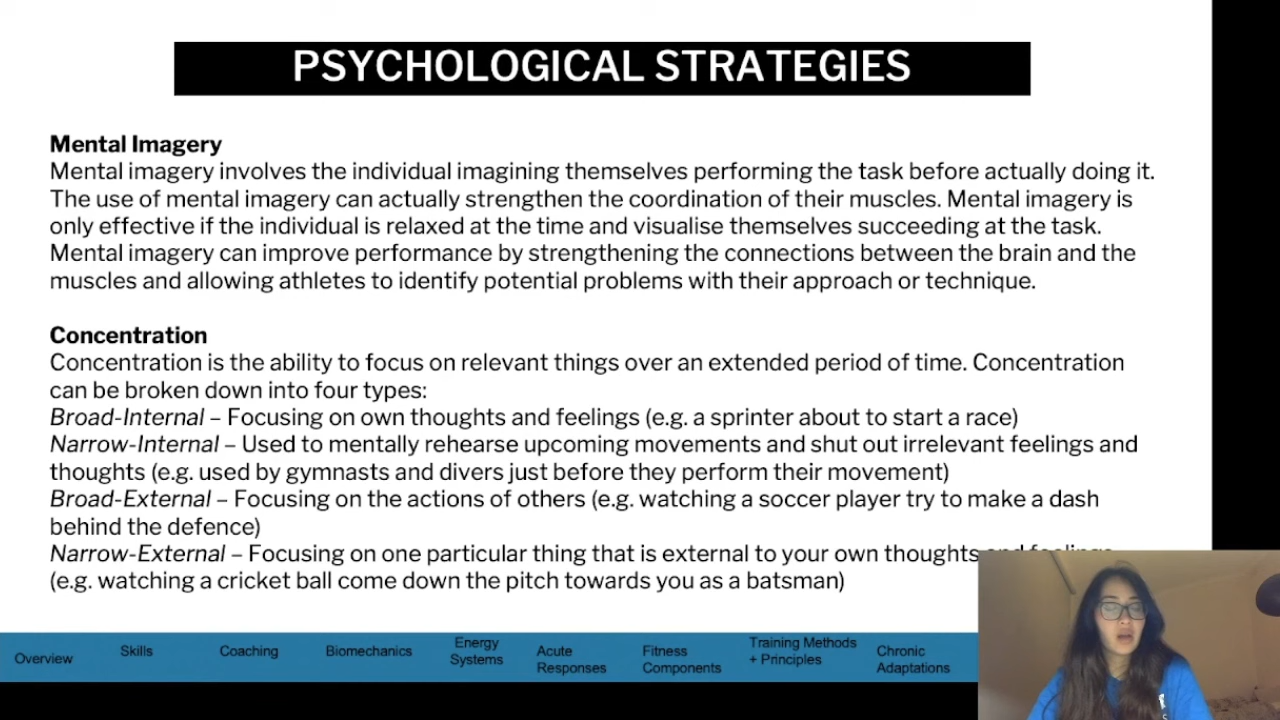 PSYCHOLOGICAL STRATEGIES
Mental Imagery
Mental imagery involves the individual imagining themselves performing the task before actually doing it.
The use of mental imagery can actually strengthen the coordination of their muscles. Mental imagery is
only effective if the individual is relaxed at the time and visualise themselves succeeding at the task.
Mental imagery can improve performance by strengthening the connections between the brain and the
muscles and allowing athletes to identify potential problems with their approach or technique.
Concentration
Concentration is the ability to focus on relevant things over an extended period of time. Concentration
can be broken down into four types:
Broad-Internal – Focusing on own thoughts and feelings (e.g. a sprinter about to start a race)
Narrow-Internal – Used to mentally rehearse upcoming movements and shut out irrelevant feelings and
thoughts (e.g. used by gymnasts and divers just before they perform their movement)
Broad-External – Focusing on the actions of others (e.g. watching a soccer player try to make a dash
behind the defence)
Narrow-External – Focusing on one particular thing that is external to your own thoughts and feelings
(e.g. watching a cricket ball come down the pitch towards you as a batsman)
Overview
Skills
Coaching
Biomechanics
Energy
Systems
Acute
Responses
Fitness
Components
Training Methods
+ Principles
Chronic
Adaptations